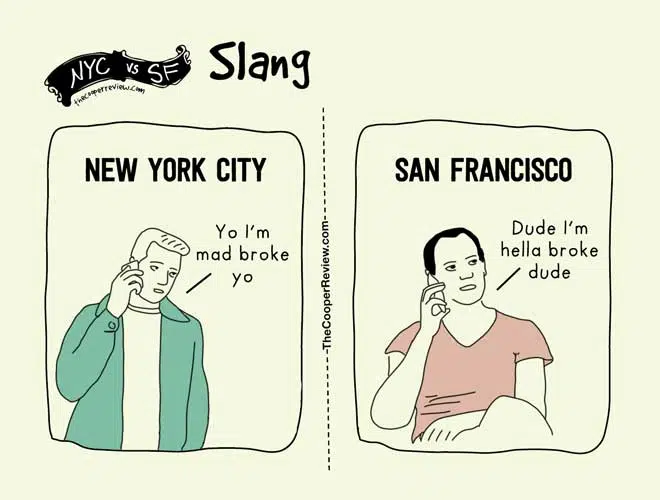 NYC vs SF
thecooperreview.com
Slang
NEW YORK CITY
Yo I'm
mad broke
yo
TheCooperReview.com
SAN FRANCISCO
Dude I'm
hella broke
dude